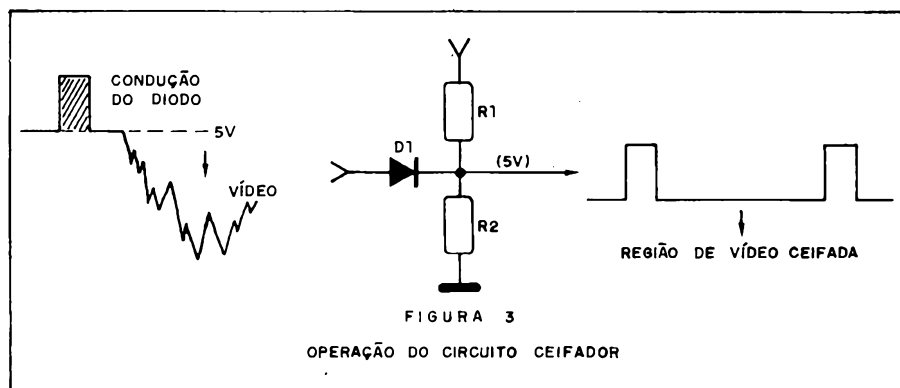 CONDUÇÃO
DO DIODO
5V
VÍDEO
R1
D1
(5V)
R2
REGIÃO DE VÍDEO CEIFADA
FIGURA 3
OPERAÇÃO DO CIRCUITO CEIFADOR